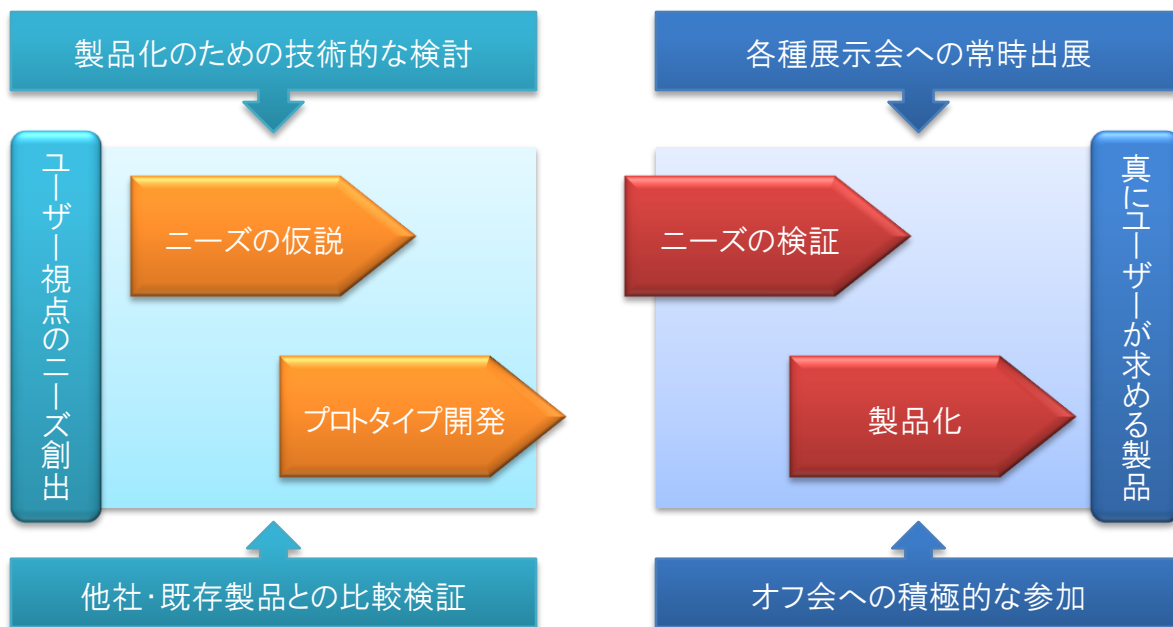 製品化のための技術的な検討
各種展示会への常時出展
ユーザー視点のニーズ創出
ニーズの仮説
プロトタイプ開発
ニーズの検証
製品化
真にユーザーが求める製品
他社・既存製品との比較検証
オフ会への積極的な参加